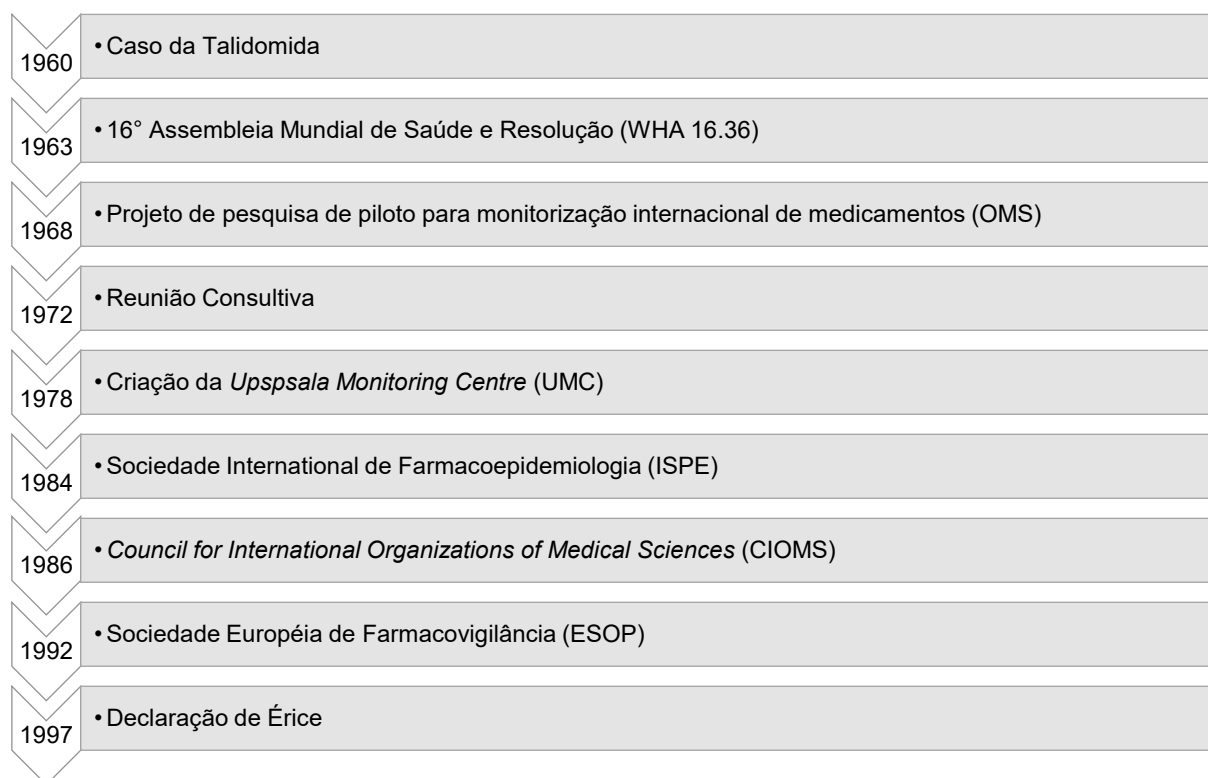 1960
• Caso da Talidomida
1963
• 16° Assembleia Mundial de Saúde e Resolução (WHA 16.36)
1968
• Projeto de pesquisa de piloto para monitorização internacional de medicamentos (OMS)
1972
• Reunião Consultiva
1978
• Criação da Upspsala Monitoring Centre (UMC)
1984
• Sociedade International de Farmacoepidemiologia (ISPE)
1986
• Council for International Organizations of Medical Sciences (CIOMS)
1992
• Sociedade Européia de Farmacovigilância (ESOP)
1997
• Declaração de Érice